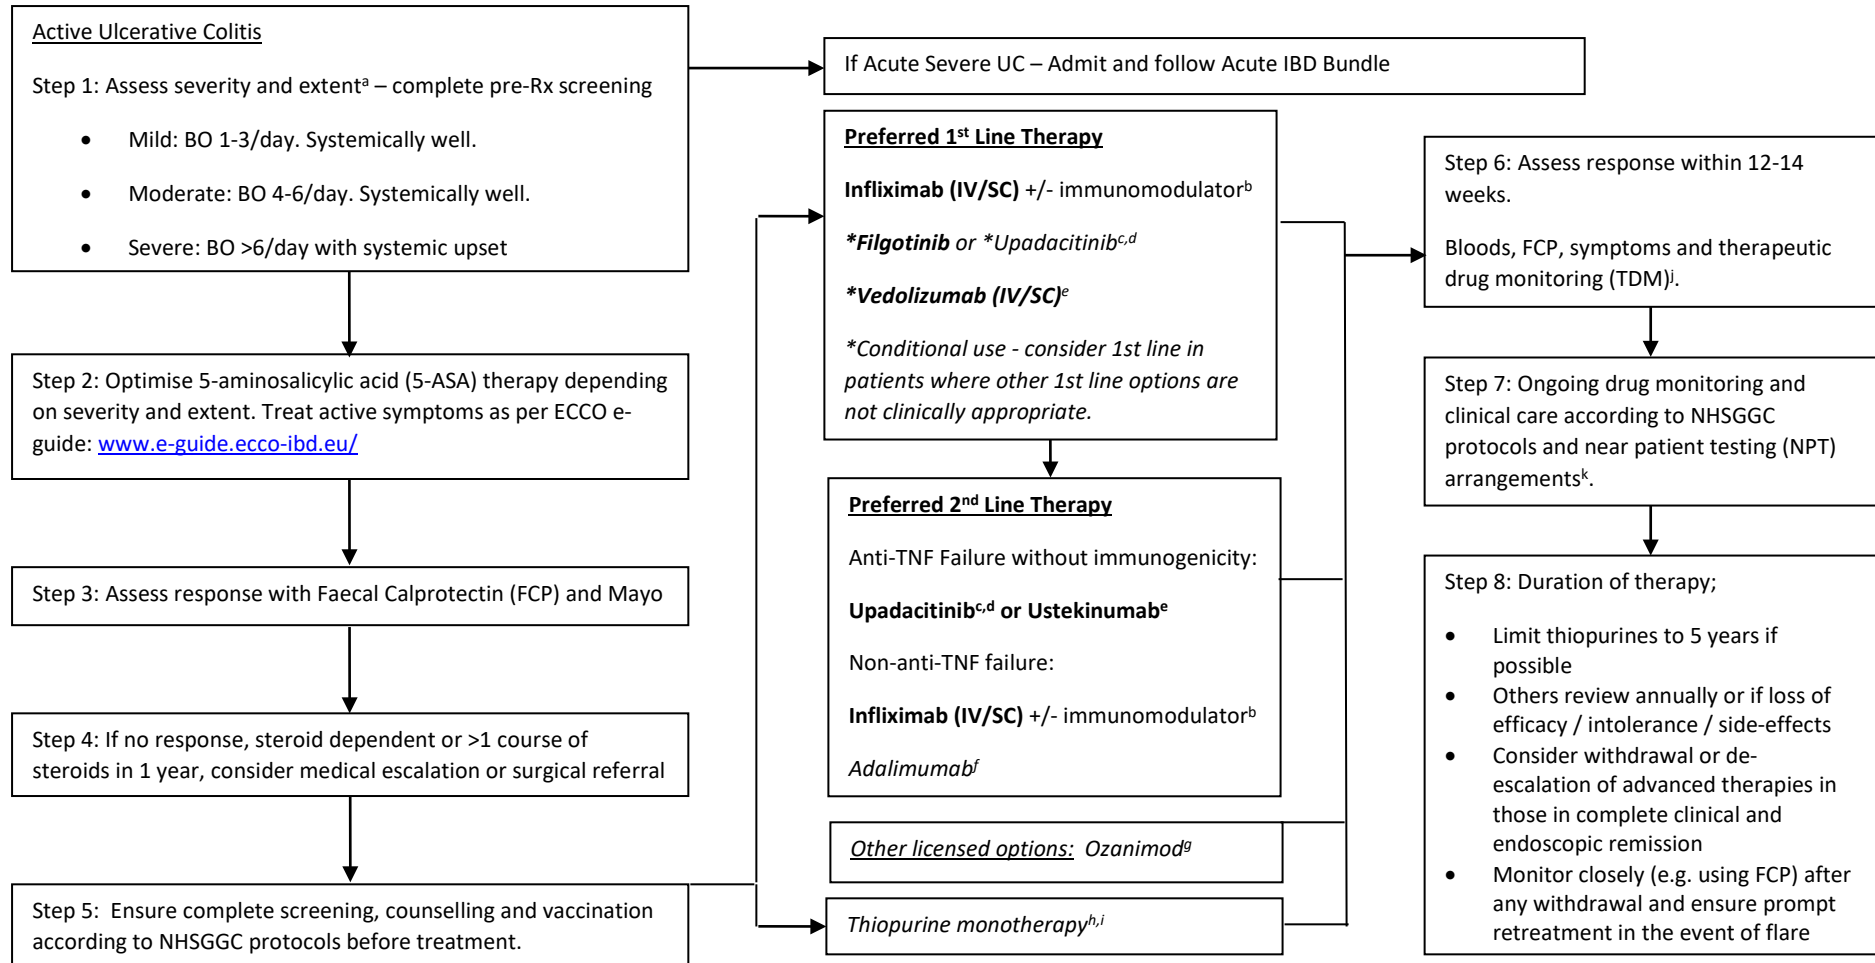 Active Ulcerative Colitis
Step 1: Assess severity and extentᵃ – complete pre-Rx screening
• Mild: BO 1-3/day. Systemically well.
• Moderate: BO 4-6/day. Systemically well.
• Severe: BO >6/day with systemic upset
Step 2: Optimise 5-aminosalicylic acid (5-ASA) therapy depending
on severity and extent. Treat active symptoms as per ECCO e-
guide: www.e-guide.ecco-ibd.eu/
Step 3: Assess response with Faecal Calprotectin (FCP) and Mayo
Step 4: If no response, steroid dependent or >1 course of
steroids in 1 year, consider medical escalation or surgical referral
Step 5:  Ensure complete screening, counselling and vaccination
according to NHSGGC protocols before treatment.
If Acute Severe UC – Admit and follow Acute IBD Bundle
Preferred 1ˢᵗ Line Therapy
Infliximab (IV/SC) +/- immunomodulatorᵇ
*Filgotinib or *Upadacitinibᶜ,ᵈ
*Vedolizumab (IV/SC)ᵉ
*Conditional use - consider 1st line in
patients where other 1st line options are
not clinically appropriate.
Preferred 2ⁿᵈ Line Therapy
Anti-TNF Failure without immunogenicity:
Upadacitinibᶜ,ᵈ or Ustekinumabᵉ
Non-anti-TNF failure:
Infliximab (IV/SC) +/- immunomodulatorᵇ
Adalimumabᶠ
Other licensed options:  Ozanimodᵍ
Thiopurine monotherapyʰ,ⁱ
Step 6: Assess response within 12-14
weeks.
Bloods, FCP, symptoms and therapeutic
drug monitoring (TDM)ʲ.
Step 7: Ongoing drug monitoring and
clinical care according to NHSGGC
protocols and near patient testing (NPT)
arrangementsᵏ.
Step 8: Duration of therapy;
• Limit thiopurines to 5 years if
possible
• Others review annually or if loss of
efficacy / intolerance / side-effects
• Consider withdrawal or de-
escalation of advanced therapies in
those in complete clinical and
endoscopic remission
• Monitor closely (e.g. using FCP) after
any withdrawal and ensure prompt
retreatment in the event of flare